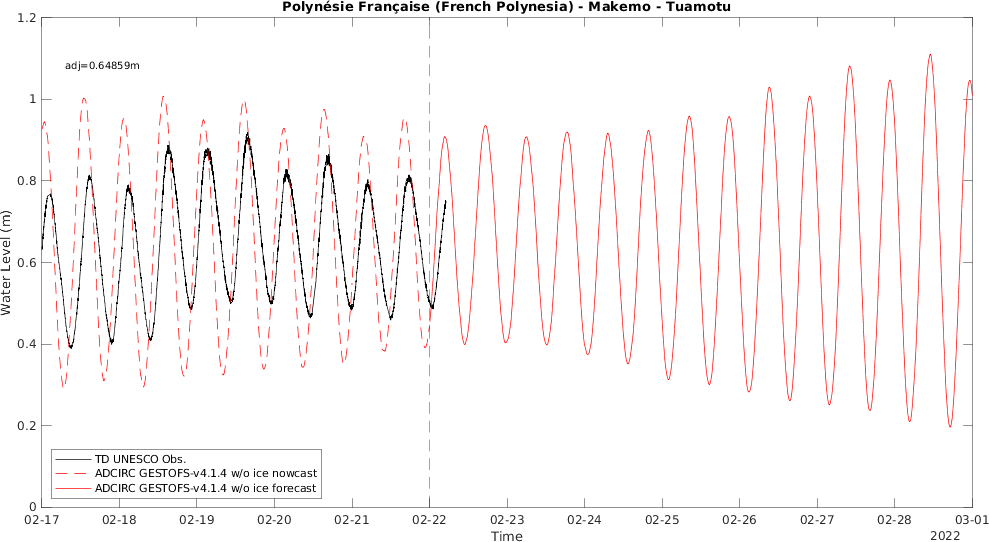 Polynésie Française (French Polynesia) - Makemo - Tuamotu
1.2
adj=0.64859m
1
0.8
Water Level (m)
0.6
0.4
0.2
TD UNESCO Obs.
ADCIRC GESTOFS-v4.1.4 w/o ice nowcast
ADCIRC GESTOFS-v4.1.4 w/o ice forecast
0
02-17 02-18 02-19 02-20 02-21 02-22 02-23 02-24 02-25 02-26 02-27 02-28 03-01
Time
2022